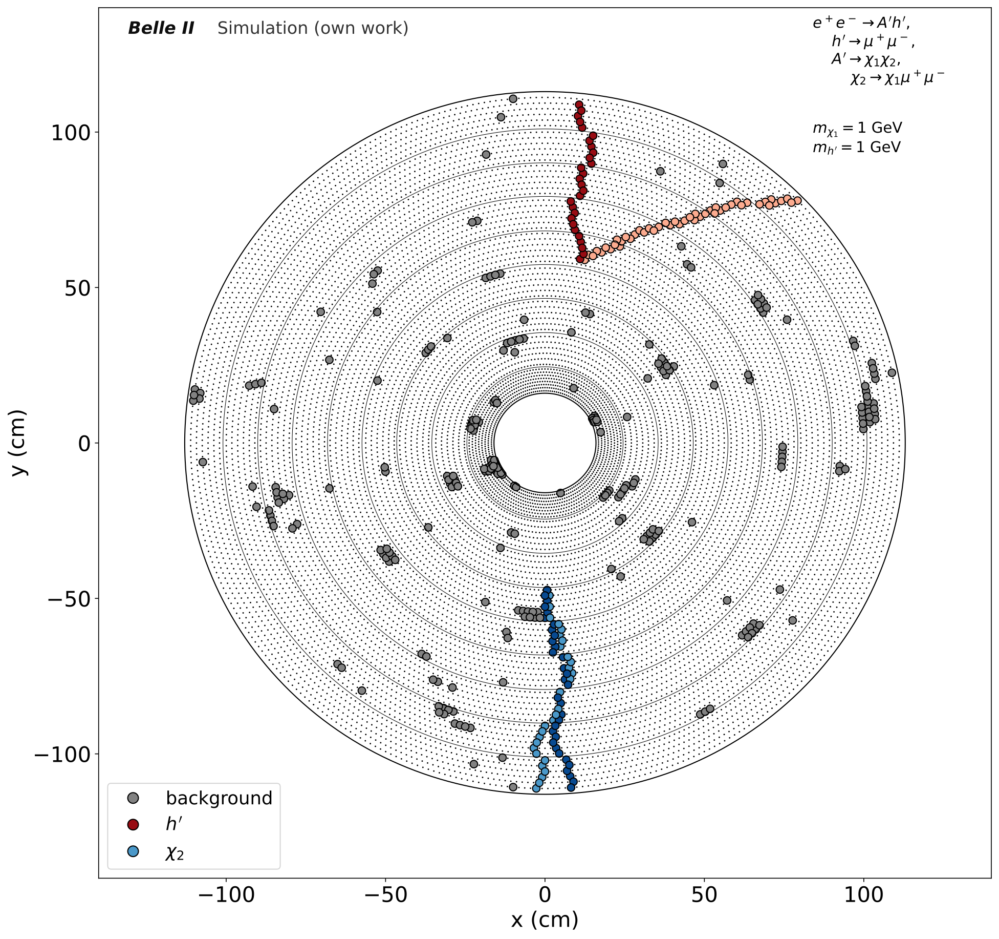 Belle II Simulation (own work)
e⁺e⁻ → A′h′,
h′ → μ⁺μ⁻,
A′ → χ₁χ₂,
χ₂ → χ₁μ⁺μ⁻
m_χ₁ = 1 GeV
m_h′ = 1 GeV
y (cm)
100
50
0
−50
−100
background
h′
χ₂
−100 −50 0 50 100
x (cm)